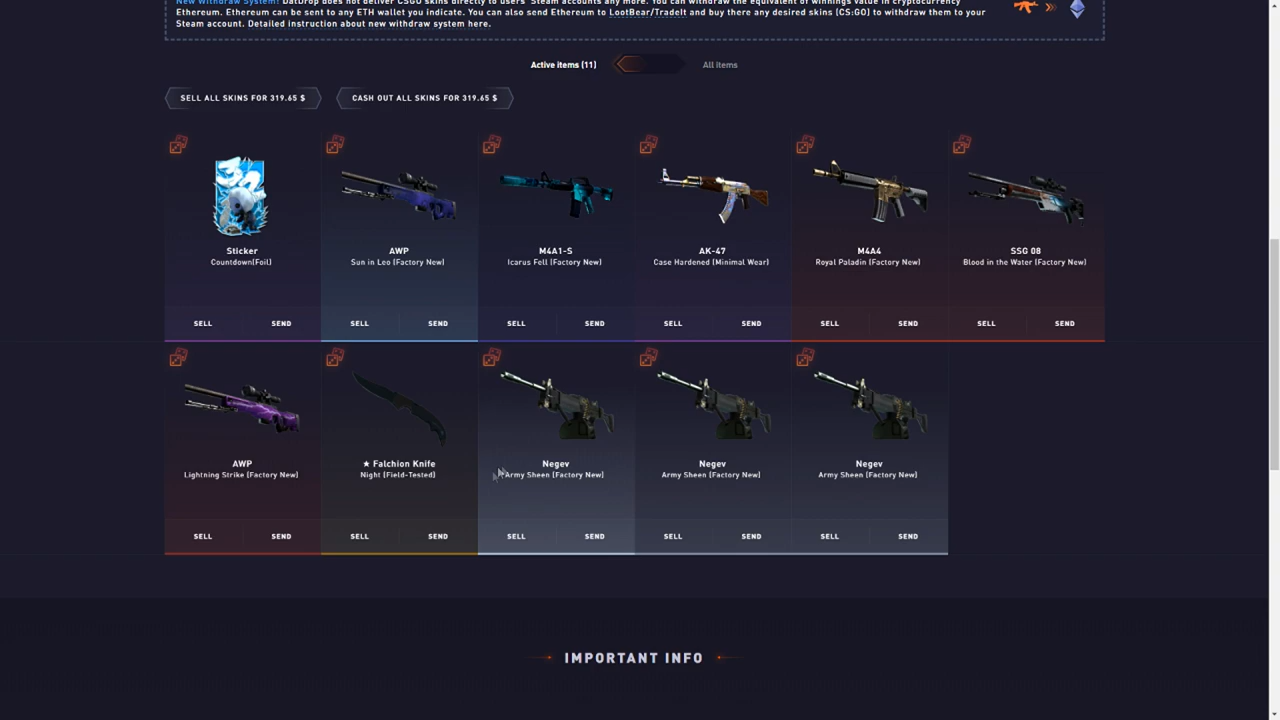 New Withdraw System! DatDrop does not deliver CSGO skins directly to users' Steam accounts any more. You can withdraw the equivalent of winnings value in cryptocurrency
Ethereum. Ethereum can be sent to any ETH wallet you indicate. You can also send Ethereum to LootBear/TradeIt and buy there any desired skins (CS:GO) to withdraw them to your
Steam account. Detailed instruction about new withdraw system here.
Active items (11) All items
SELL ALL SKINS FOR 319.65 $ CASH OUT ALL SKINS FOR 319.65 $
Sticker AWP M4A1-S AK-47 M4A4 SSG 08
Countdown(Foil) Sun in Leo (Factory New) Icarus Fell (Factory New) Case Hardened (Minimal Wear) Royal Paladin (Factory New) Blood in the Water (Factory New)
SELL SEND SELL SEND SELL SEND SELL SEND SELL SEND SELL SEND
AWP ★ Falchion Knife Negev Negev Negev
Lightning Strike (Factory New) Night (Field-Tested) Army Sheen (Factory New) Army Sheen (Factory New) Army Sheen (Factory New)
SELL SEND SELL SEND SELL SEND SELL SEND SELL SEND
IMPORTANT INFO